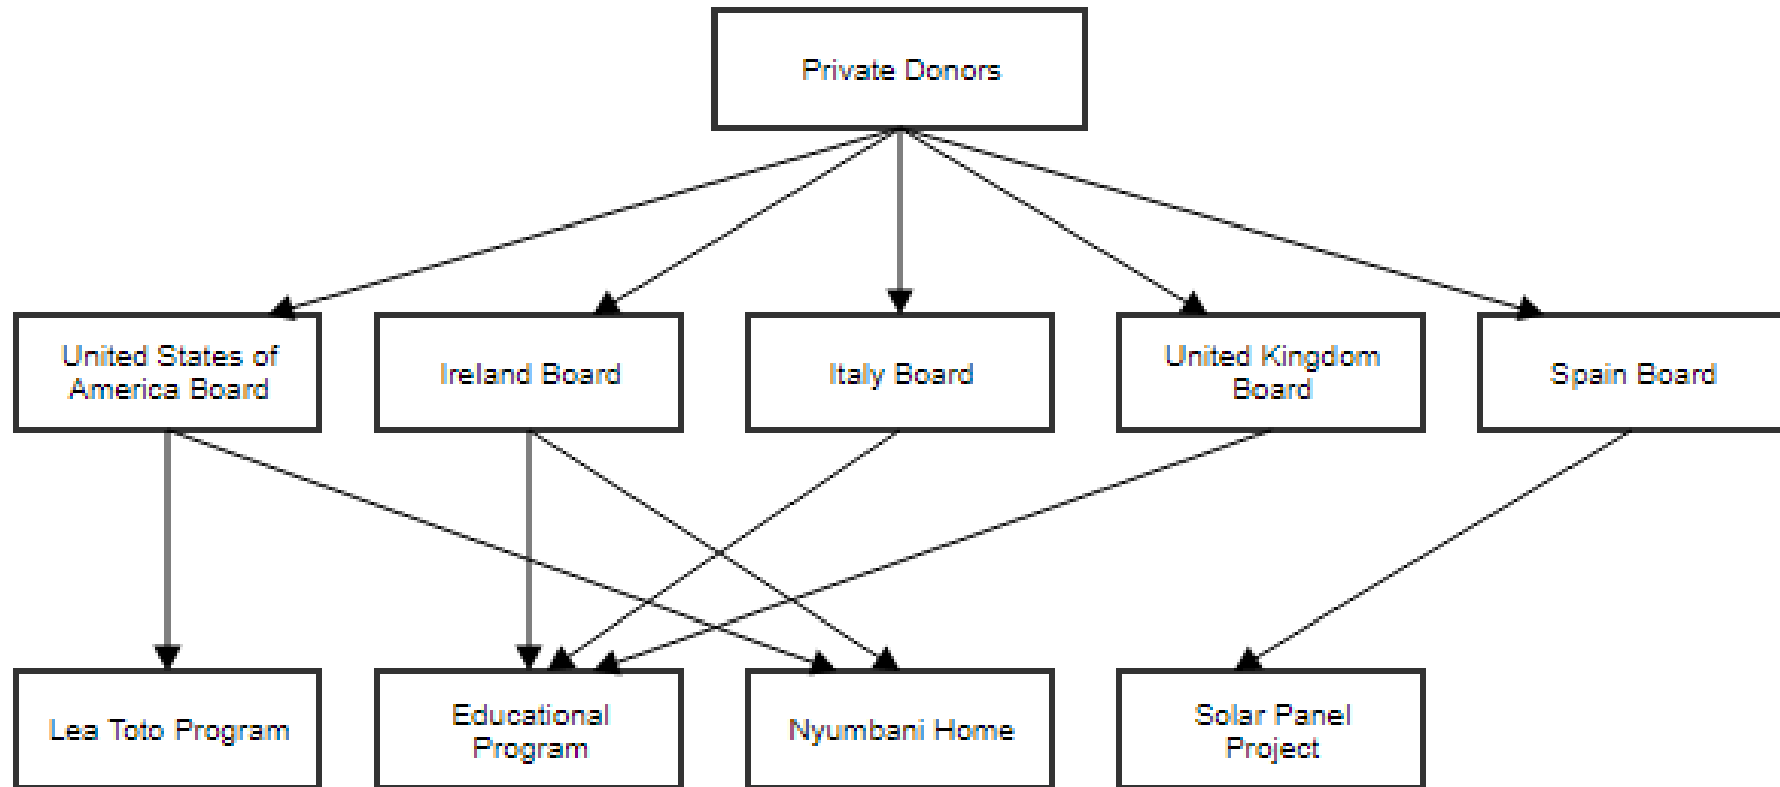 Private Donors
United States of
America Board
Ireland Board
Italy Board
United Kingdom
Board
Spain Board
Lea Toto Program
Educational
Program
Nyumbani Home
Solar Panel
Project